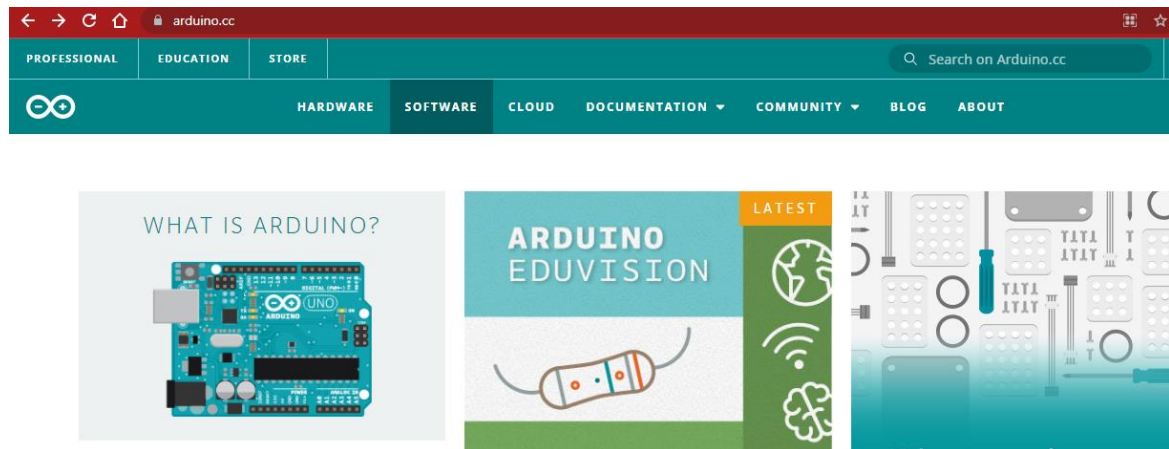 arduino.cc
PROFESSIONAL EDUCATION STORE Search on Arduino.cc
HARDWARE SOFTWARE CLOUD DOCUMENTATION COMMUNITY BLOG ABOUT
WHAT IS ARDUINO?
UNO
ARDUINO
ARDUINO
EDUVISION
LATEST